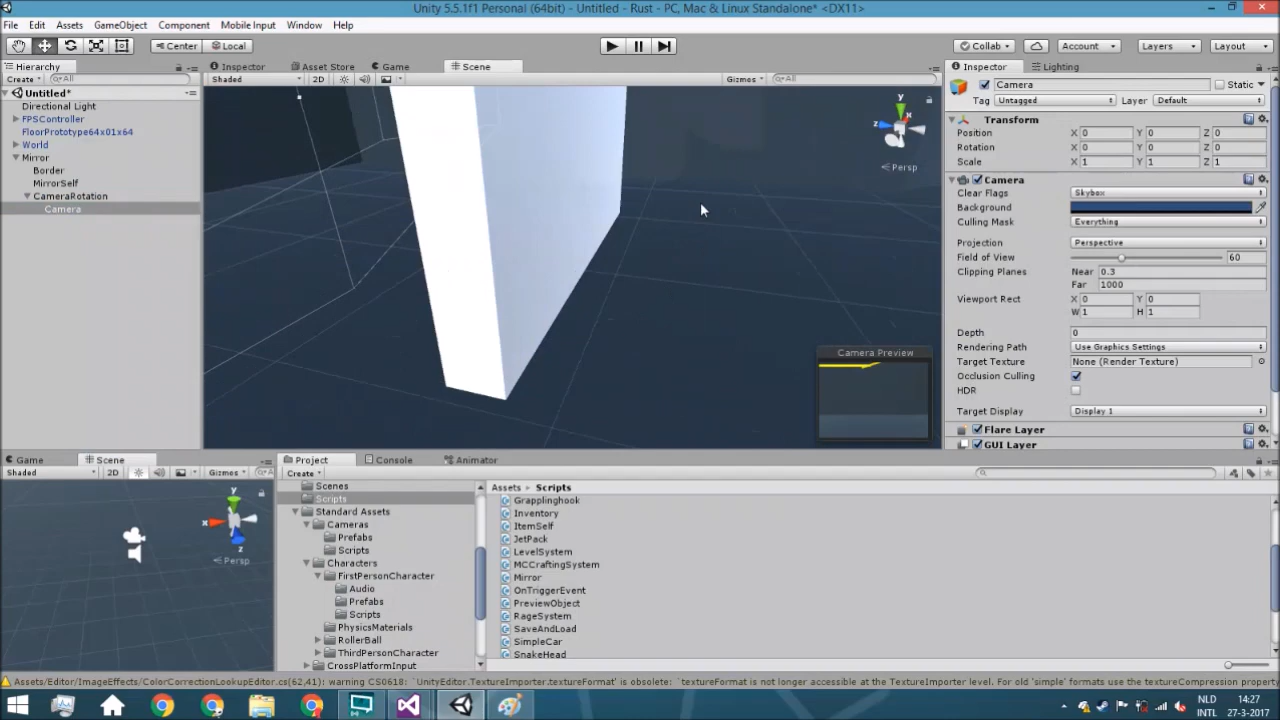 Unity 5.5.1f1 Personal (64bit) - Untitled - Rust - PC, Mac & Linux Standalone* <DX11>
File Edit Assets GameObject Component Mobile Input Window Help
Center Local Collab Account Layers Layout
Hierarchy Inspector Asset Store Game Scene Inspector Lighting
Create All Shaded 2D Gizmos All Camera Static
Untitled* Tag Untagged Layer Default
Directional Light
FPSController Transform
FloorPrototype64x01x64 Position X 0 Y 0 Z 0
World Rotation X 0 Y 0 Z 0
Mirror Scale X 1 Y 1 Z 1
Border
MirrorSelf
CameraRotation
Camera
y
x
z
Persp
Camera Preview
Camera
Clear Flags Skybox
Background
Culling Mask Everything
Projection Perspective
Field of View 60
Clipping Planes Near 0.3
Far 1000
Viewport Rect X 0 Y 0
W 1 H 1
Depth 0
Rendering Path Use Graphics Settings
Target Texture None (Render Texture)
Occlusion Culling
HDR
Target Display Display 1
Flare Layer
GUI Layer
Game Scene
Shaded 2D Gizmos
y
x
z
Persp
Project Console Animator
Create
Scenes
Scripts
Standard Assets
Cameras
Prefabs
Scripts
Characters
FirstPersonCharacter
Audio
Prefabs
Scripts
PhysicsMaterials
RollerBall
ThirdPersonCharacter
CrossPlatformInput
Assets Scripts
Grapplinghook
Inventory
ItemSelf
JetPack
LevelSystem
MCCraftingSystem
Mirror
OnTriggerEvent
PreviewObject
RageSystem
SaveAndLoad
SimpleCar
SnakeHead
Assets/Editor/ImageEffects/ColorCorrectionLookupEditor.cs(62,41): warning CS0618: `UnityEditor.TextureImporter.textureFormat' is obsolete: `textureFormat is no longer accessible at the TextureImporter level. For old 'simple' formats use the textureCompression property
NLD 14:27
INTL 27-3-2017